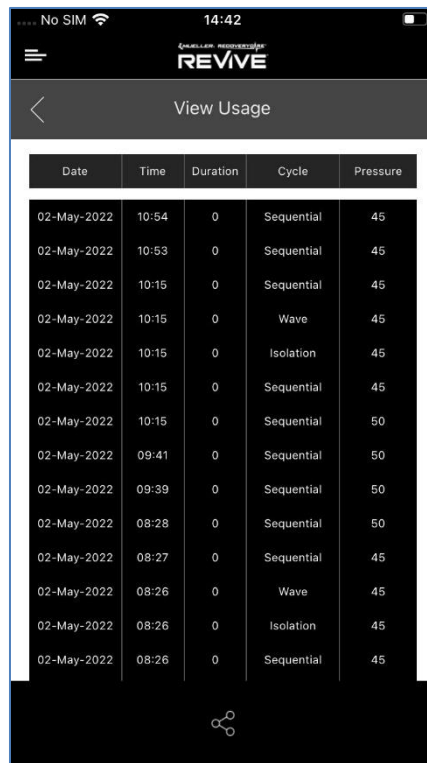 No SIM 14:42
MUELLER RECOVERYCARE
REVIVE
View Usage
Date Time Duration Cycle Pressure
02-May-2022 10:54 0 Sequential 45
02-May-2022 10:53 0 Sequential 45
02-May-2022 10:15 0 Sequential 45
02-May-2022 10:15 0 Wave 45
02-May-2022 10:15 0 Isolation 45
02-May-2022 10:15 0 Sequential 45
02-May-2022 10:15 0 Sequential 50
02-May-2022 09:41 0 Sequential 50
02-May-2022 09:39 0 Sequential 50
02-May-2022 08:28 0 Sequential 50
02-May-2022 08:27 0 Sequential 45
02-May-2022 08:26 0 Wave 45
02-May-2022 08:26 0 Isolation 45
02-May-2022 08:26 0 Sequential 45